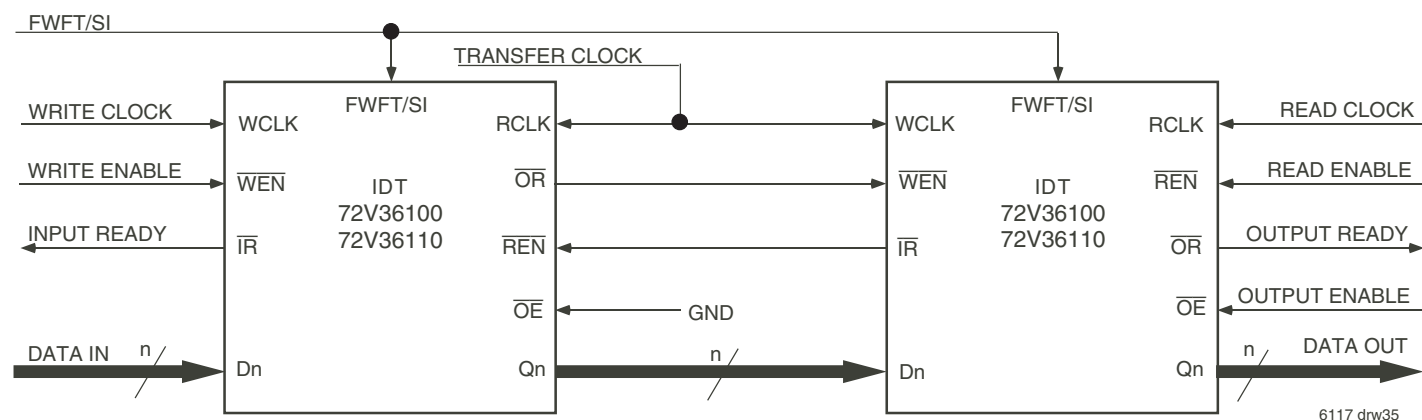 FWFT/SI
TRANSFER CLOCK
FWFT/SI
FWFT/SI
WRITE CLOCK
WCLK
RCLK
WCLK
RCLK
READ CLOCK
WRITE ENABLE
WEN
IDT
72V36100
72V36110
OR
WEN
IDT
72V36100
72V36110
REN
READ ENABLE
INPUT READY
IR
REN
IR
OR
OUTPUT READY
OE
GND
OE
OUTPUT ENABLE
DATA IN
n
Dn
Qn
n
Dn
Qn
n
DATA OUT
6117 drw35